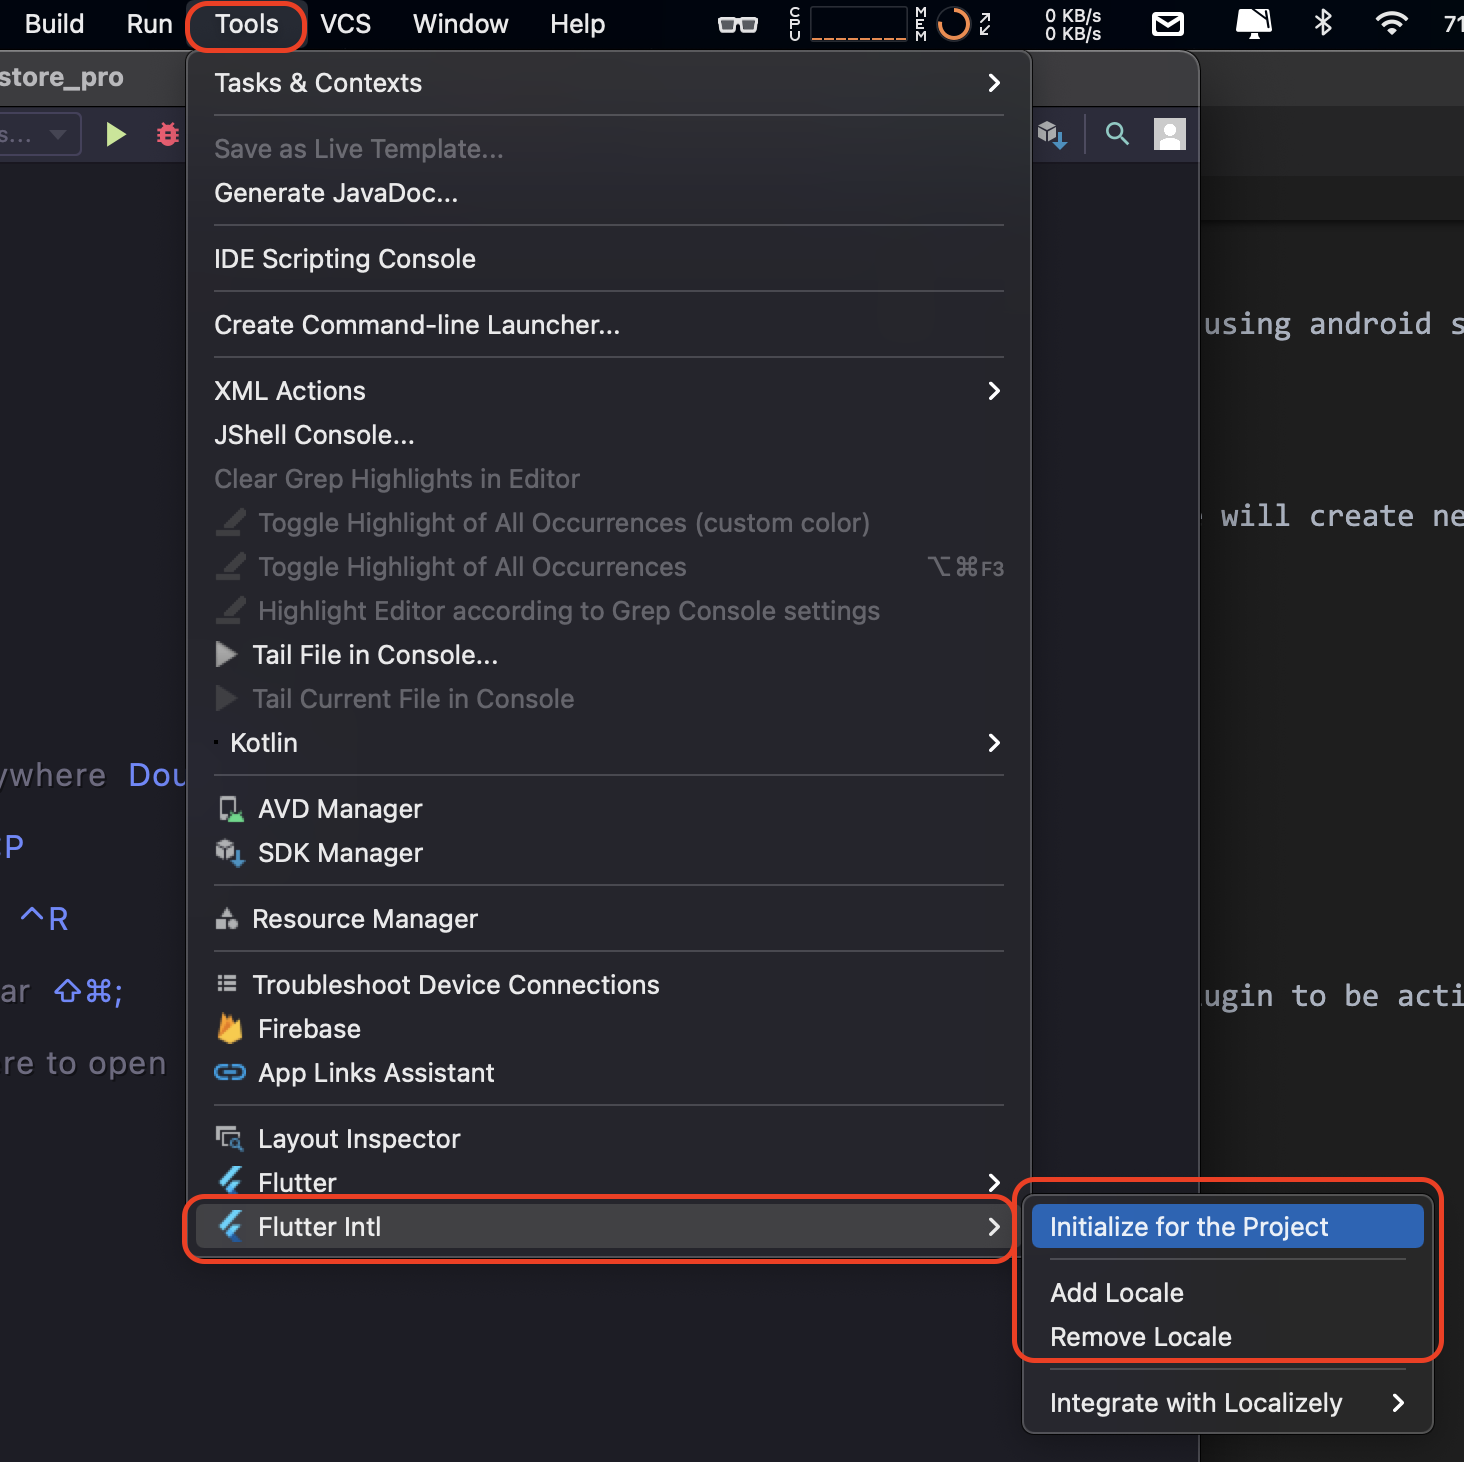 Build Run Tools VCS Window Help CPU MEM 0 KB/s 71
0 KB/s
store_pro
Tasks & Contexts
s...
Save as Live Template...
Generate JavaDoc...
IDE Scripting Console
Create Command-line Launcher...
using android s
XML Actions
JShell Console...
Clear Grep Highlights in Editor
Toggle Highlight of All Occurrences (custom color)
will create ne
Toggle Highlight of All Occurrences ⌥⌘F3
Highlight Editor according to Grep Console settings
Tail File in Console...
Tail Current File in Console
Kotlin
ywhere Dou
AVD Manager
P
SDK Manager
^R
Resource Manager
ar ⇧⌘;
Troubleshoot Device Connections
ugin to be acti
Firebase
re to open
App Links Assistant
Layout Inspector
Flutter
Flutter Intl
Initialize for the Project
Add Locale
Remove Locale
Integrate with Localizely